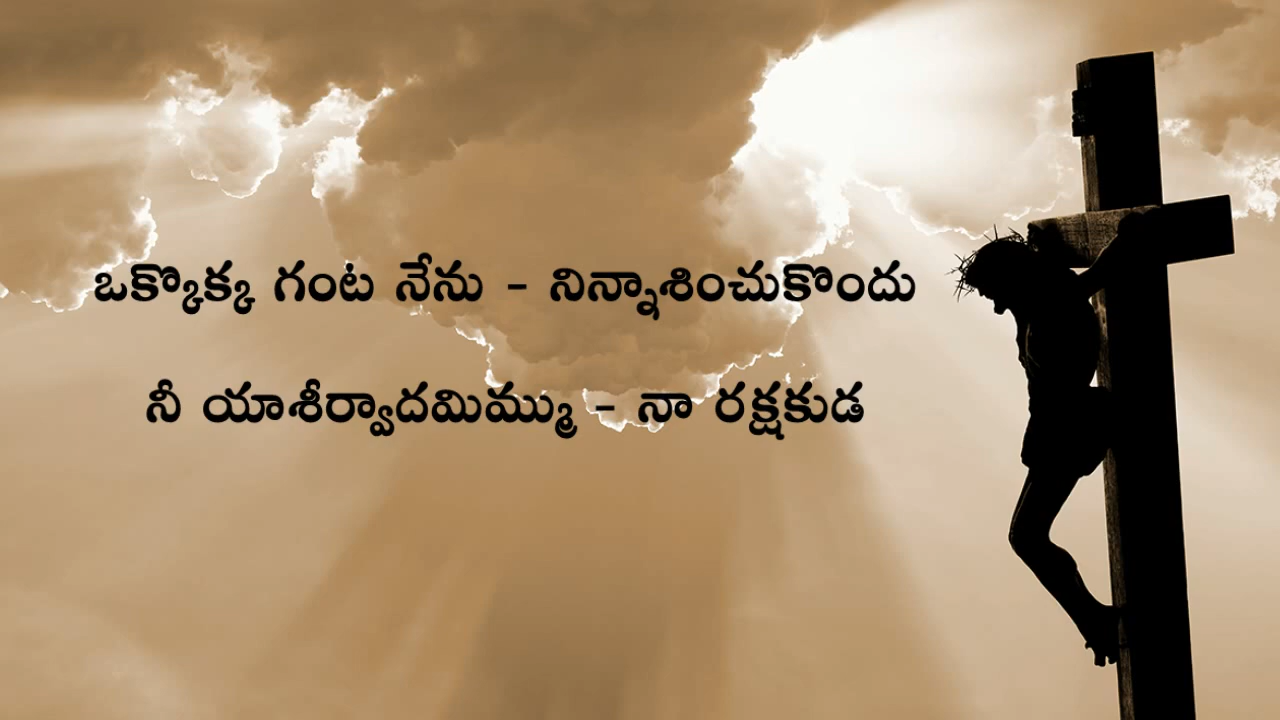 ఒక్కొక్క గంట నేను - నిన్నాశించుకొందు
నీ యాశీర్వాదమిమ్ము - నా రక్షకుడ